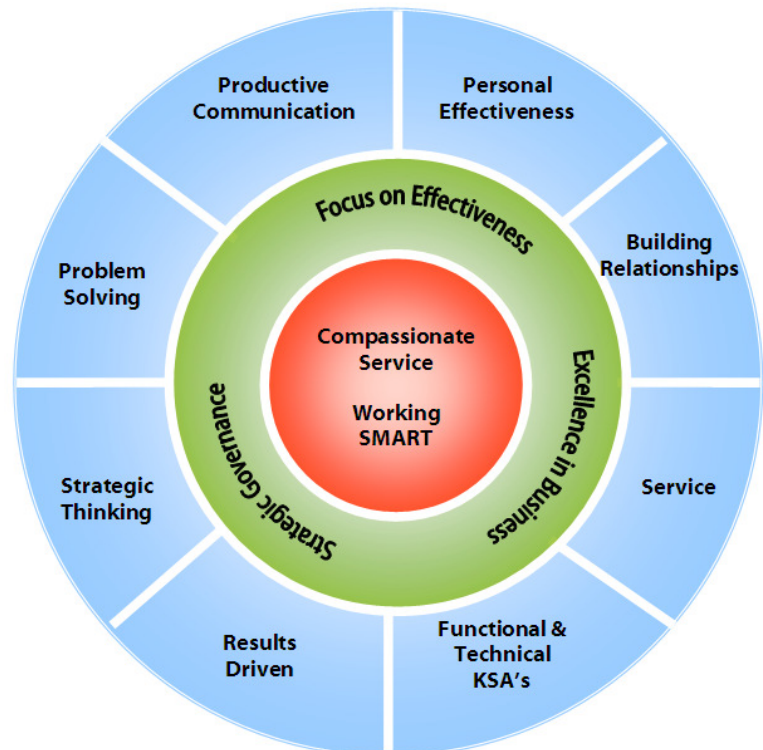 Productive
Communication
Personal
Effectiveness
Building
Relationships
Service
Functional &
Technical
KSA's
Results
Driven
Strategic
Thinking
Problem
Solving
Focus on Effectiveness
Excellence in Business
Strategic Governance
Compassionate
Service
Working
SMART